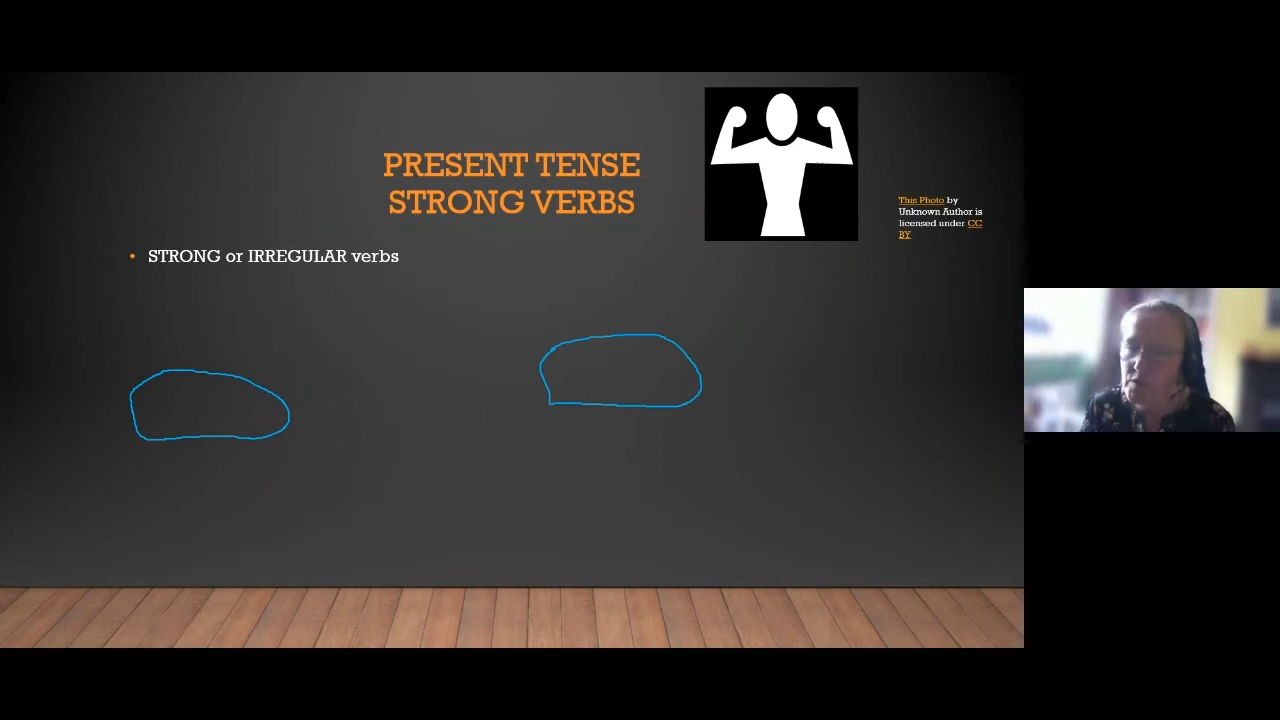 PRESENT TENSE
STRONG VERBS
This Photo by
Unknown Author is
licensed under CC
BY
• STRONG or IRREGULAR verbs